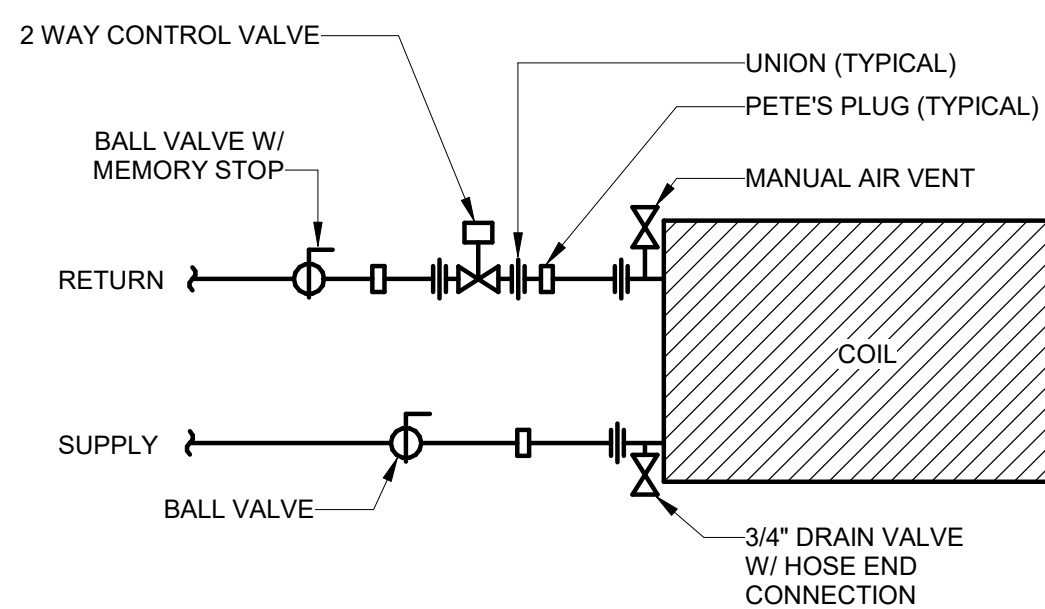 2 WAY CONTROL VALVE
UNION (TYPICAL)
PETE'S PLUG (TYPICAL)
BALL VALVE W/
MEMORY STOP
MANUAL AIR VENT
RETURN
COIL
SUPPLY
BALL VALVE
3/4" DRAIN VALVE
W/ HOSE END
CONNECTION